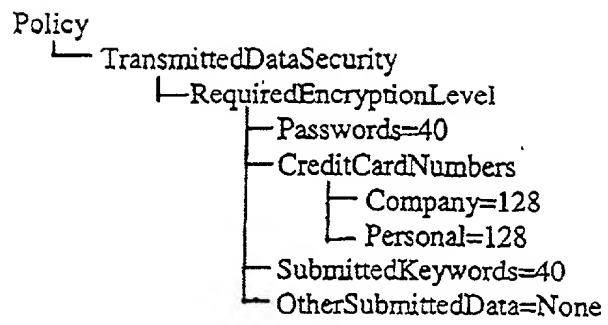 Policy
TransmittedDataSecurity
RequiredEncryptionLevel
Passwords=40
CreditCardNumbers
Company=128
Personal=128
SubmittedKeywords=40
OtherSubmittedData=None